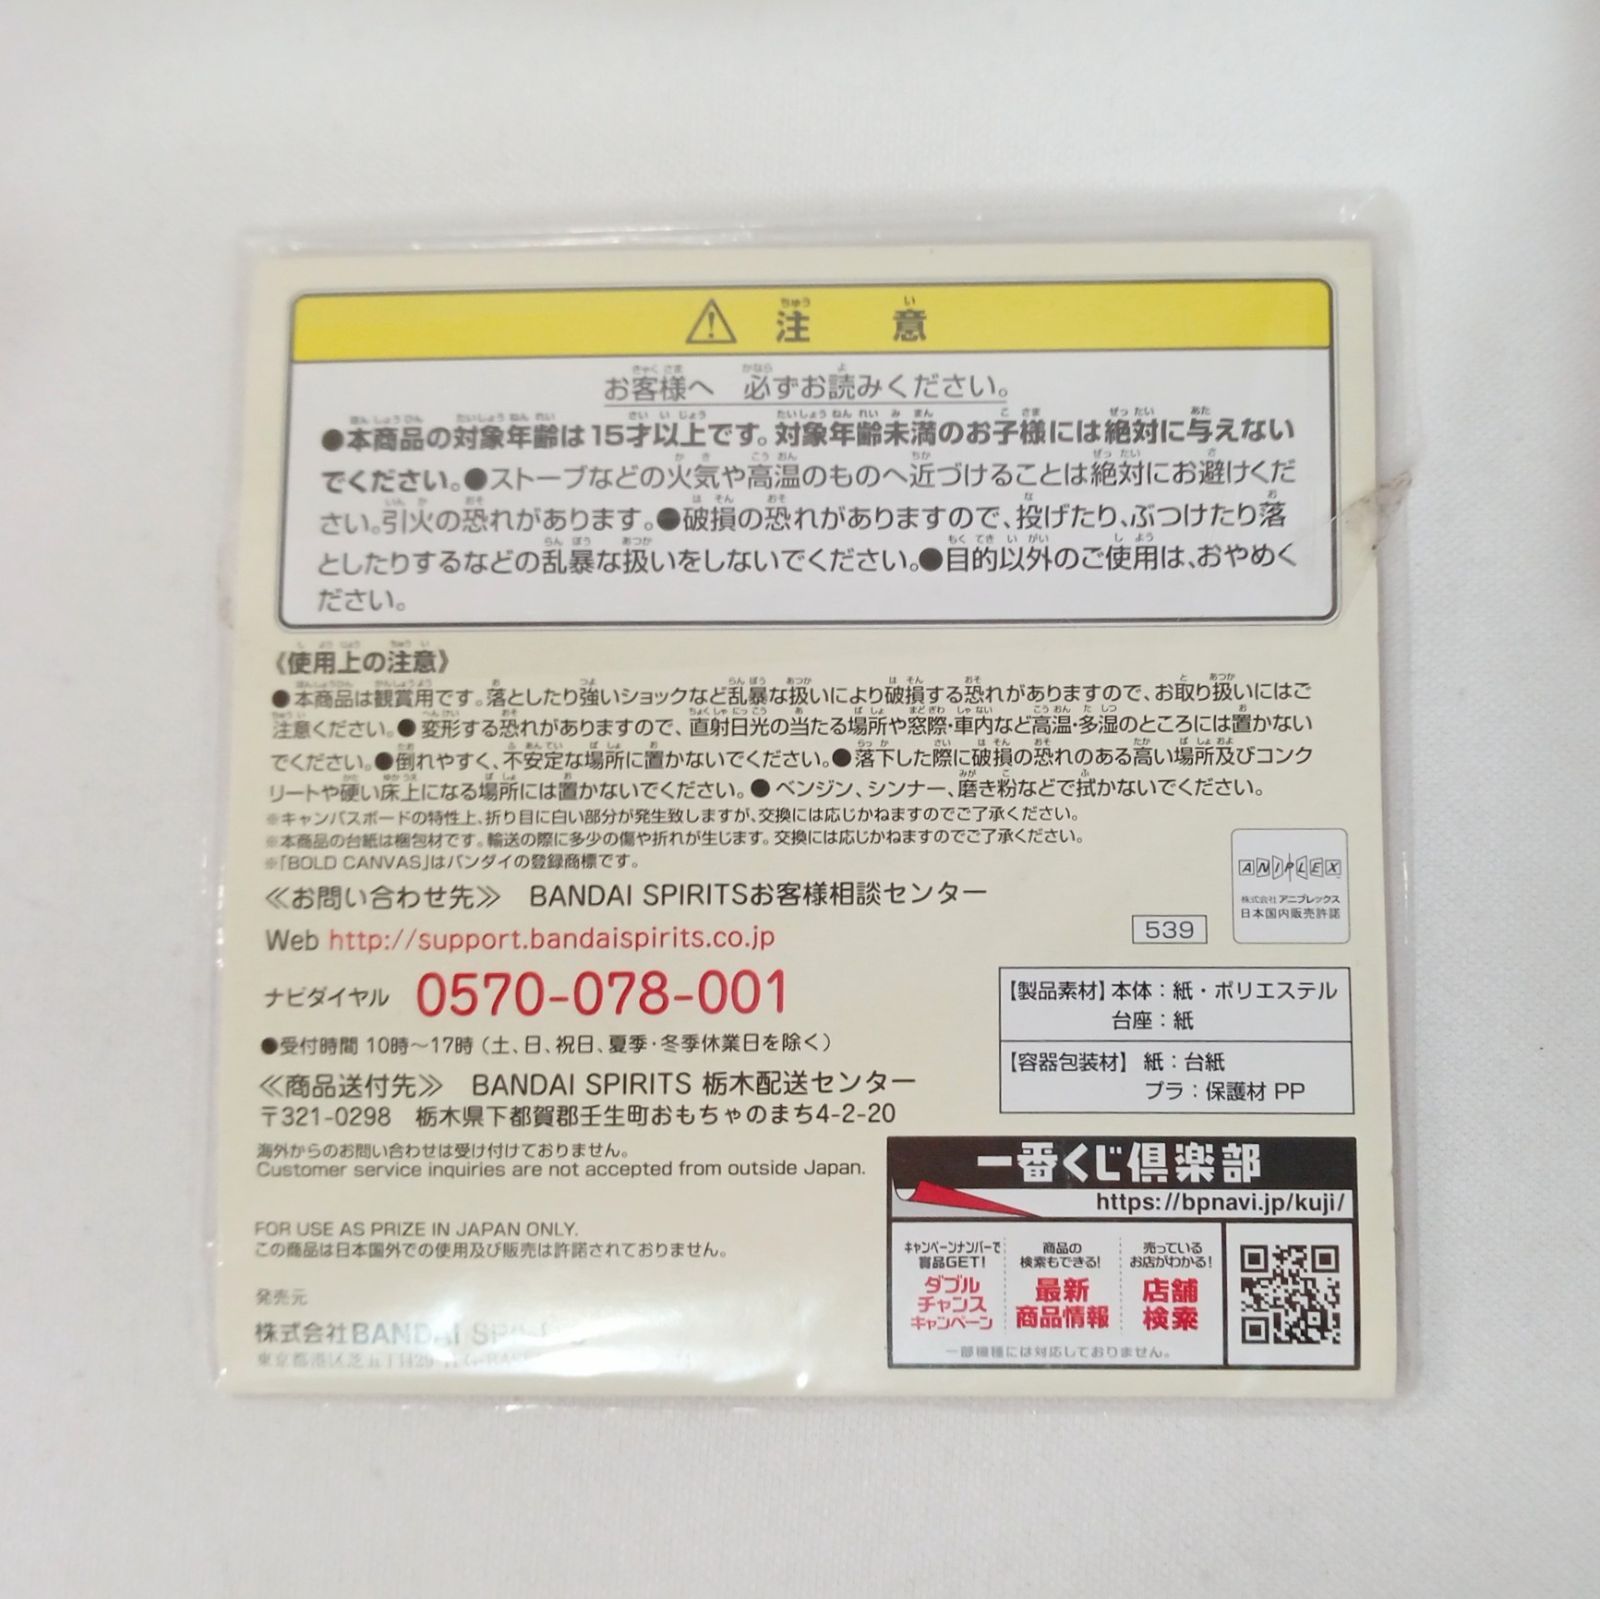 注意
お客様へ 必ずお読みください。
●本商品の対象年齢は15才以上です。対象年齢未満のお子様には絶対に与えない
でください。●ストーブなどの火気や高温のものへ近づけることは絶対にお避けくだ
さい。引火の恐れがあります。●破損の恐れがありますので、投げたり、ぶつけたり落
としたりするなどの乱暴な扱いをしないでください。●目的以外のご使用は、おやめく
ださい。
《使用上の注意》
●本商品は観賞用です。落としたり強いショックなど乱暴な扱いにより破損する恐れがありますので、お取り扱いにはご
注意ください。●変形する恐れがありますので、直射日光の当たる場所や窓際・車内など高温・多湿のところには置かない
でください。●倒れやすく、不安定な場所に置かないでください。●落下した際に破損の恐れのある高い場所及びコンク
リートや硬い床上になる場所には置かないでください。●ベンジン、シンナー、磨き粉などで拭かないでください。
※キャンバスボードの特性上、折り目に白い部分が発生致しますが、交換には応じかねますのでご了承ください。
※本商品の台紙は梱包材です。輸送の際に多少の傷や折れが生じます。交換には応じかねますのでご了承ください。
※「BOLD CANVAS」はバンダイの登録商標です。
ANIPLEX
株式会社アニプレックス
日本国内販売許諾
≪お問い合わせ先≫ BANDAI SPIRITSお客様相談センター
Web http://support.bandaispirits.co.jp
539
ナビダイヤル 0570-078-001
●受付時間 10時〜17時（土、日、祝日、夏季・冬季休業日を除く）
≪商品送付先≫ BANDAI SPIRITS 栃木配送センター
〒321-0298 栃木県下都賀郡壬生町おもちゃのまち4-2-20
【製品素材】本体：紙・ポリエステル
台座：紙
【容器包装材】紙：台紙
プラ：保護材 PP
海外からのお問い合わせは受け付けておりません。
Customer service inquiries are not accepted from outside Japan.
FOR USE AS PRIZE IN JAPAN ONLY.
この商品は日本国外での使用及び販売は許諾されておりません。
発売元
株式会社BANDAI
東京都港区芝五丁目29
一番くじ倶楽部
https://bpnavi.jp/kuji/
キャンペーンナンバーで
賞品GET!
ダブル
チャンス
キャンペーン
商品の
検索もできる!
最新
商品情報
売っている
お店がわかる!
店舗
検索
一部機種には対応しておりません。